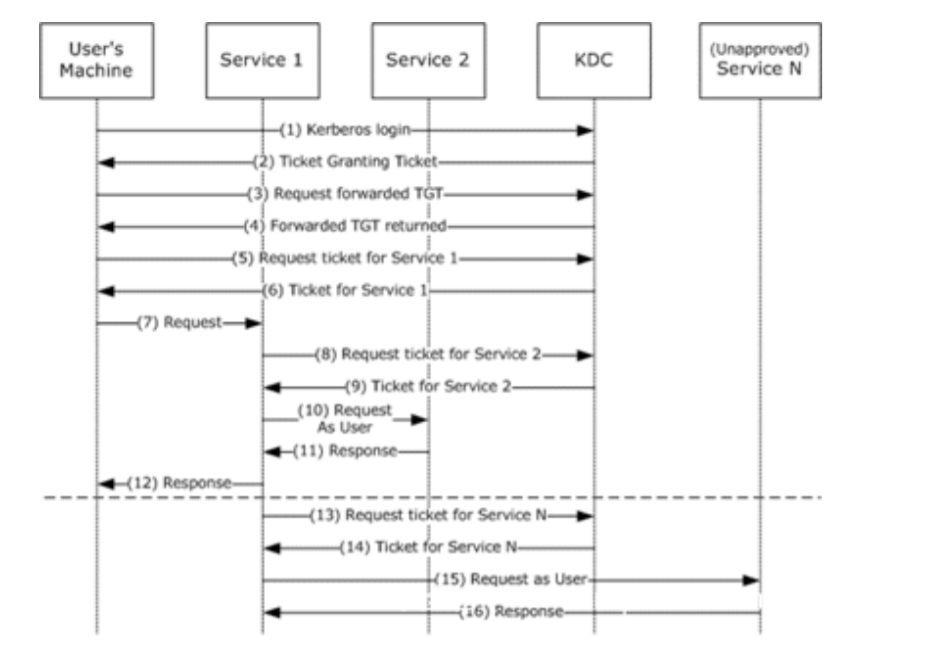 User's
Machine
Service 1
Service 2
KDC
(Unapproved)
Service N
(1) Kerberos login
(2) Ticket Granting Ticket
(3) Request forwarded TGT
(4) Forwarded TGT returned
(5) Request ticket for Service 1
(6) Ticket for Service 1
(7) Request
(8) Request ticket for Service 2
(9) Ticket for Service 2
(10) Request
As User
(11) Response
(12) Response
(13) Request ticket for Service N
(14) Ticket for Service N
(15) Request as User
(16) Response